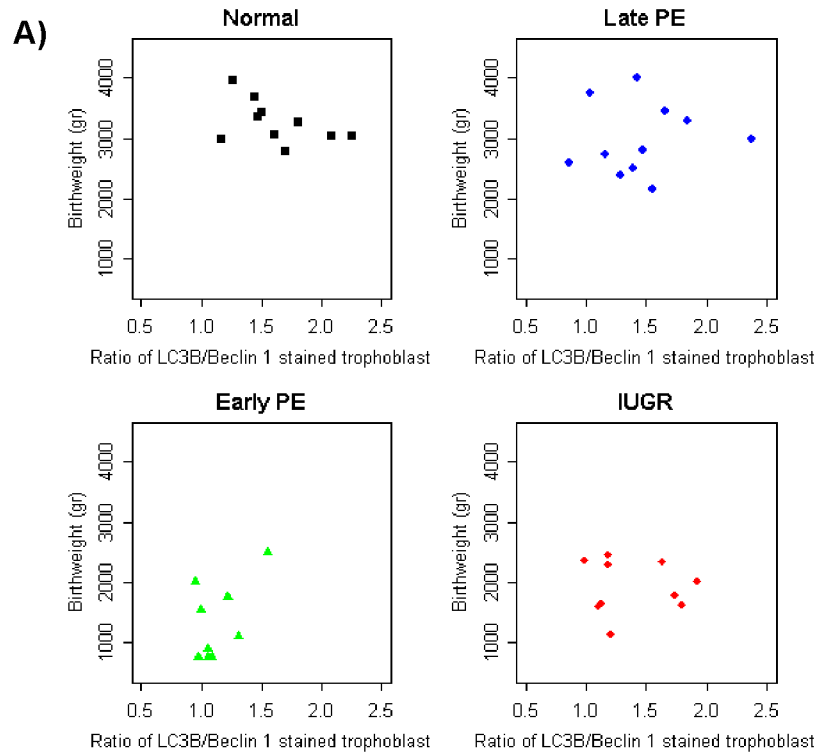 A)
Normal
Birthweight (gr)
1000 2000 3000 4000
0.5 1.0 1.5 2.0 2.5
Ratio of LC3B/Beclin 1 stained trophoblast
Late PE
Birthweight (gr)
1000 2000 3000 4000
0.5 1.0 1.5 2.0 2.5
Ratio of LC3B/Beclin 1 stained trophoblast
Early PE
Birthweight (gr)
1000 2000 3000 4000
0.5 1.0 1.5 2.0 2.5
Ratio of LC3B/Beclin 1 stained trophoblast
IUGR
Birthweight (gr)
1000 2000 3000 4000
0.5 1.0 1.5 2.0 2.5
Ratio of LC3B/Beclin 1 stained trophoblast